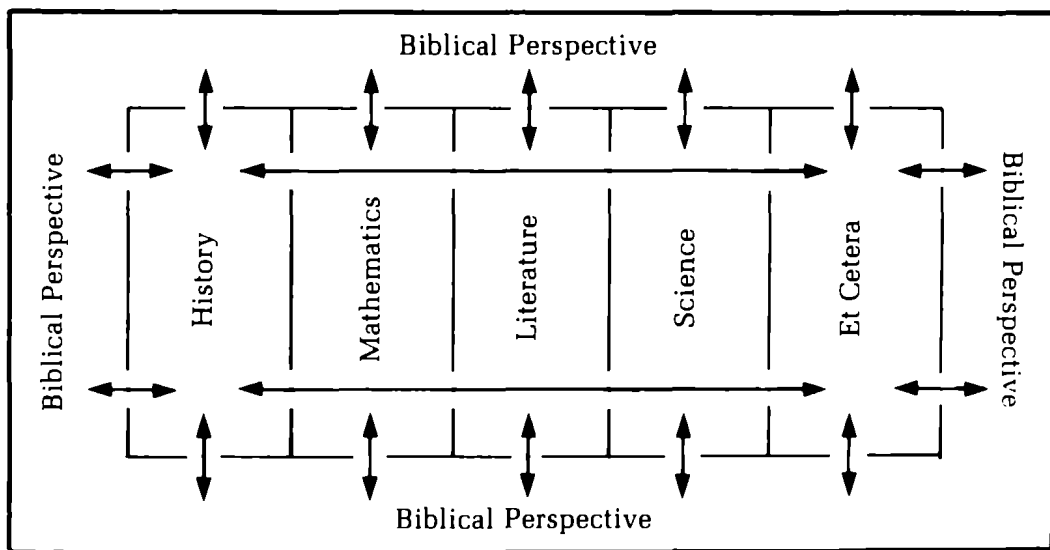 Biblical Perspective
Biblical Perspective
History
Mathematics
Literature
Science
Et Cetera
Biblical Perspective
Biblical Perspective